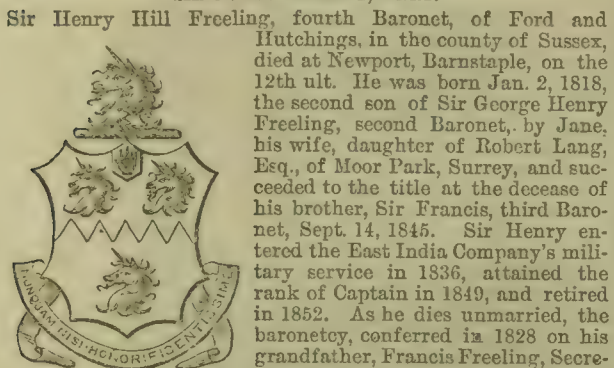 Sir Henry Hill Freeling, fourth Baronet, of Ford and
Hutchings, in the county of Sussex,
died at Newport, Barnstaple, on the
12th ult. He was born Jan. 2, 1818,
the second son of Sir George Henry
Freeling, second Baronet,. by Jane,
his wife, daughter of Robert Lang,
Esq., of Moor Park, Surrey, and suc-
ceeded to the title at the decease of
his brother, Sir Francis, third Baro-
net, Sept. 14, 1845. Sir Henry en-
tered the East India Company's mili-
tary service in 1836, attained the
rank of Captain in 1849, and retired
in 1852. As he dies unmarried, the
baronetcy, conferred in 1828 on his
grandfather, Francis Freeling, Secre-
NUNQUAM NISI HONORIFICENTISSIME